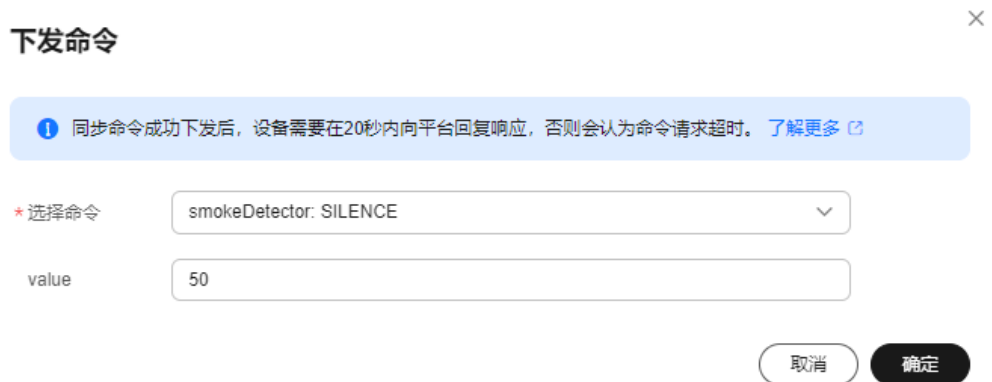 下发命令
同步命令成功下发后，设备需要在20秒内向平台回复响应，否则会认为命令请求超时。 了解更多
* 选择命令 smokeDetector: SILENCE
value 50
取消 确定